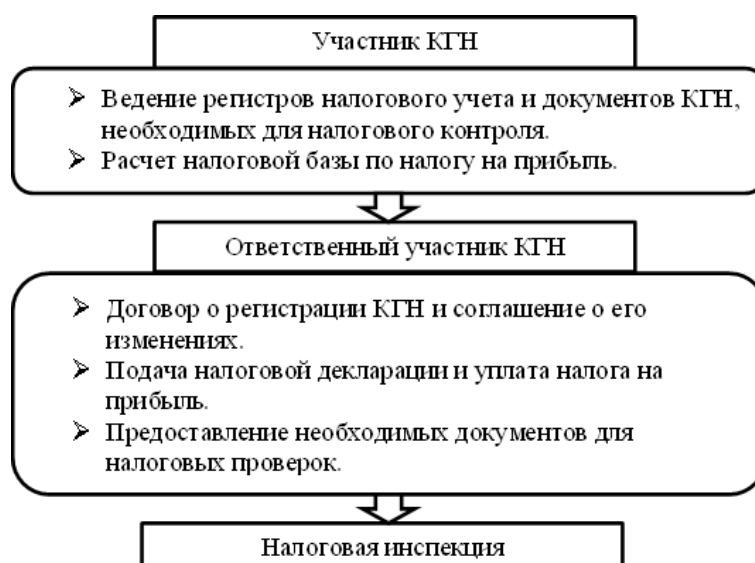 Участник КГН
➢ Ведение регистров налогового учета и документов КГН,
необходимых для налогового контроля.
➢ Расчет налоговой базы по налогу на прибыль.
Ответственный участник КГН
➢ Договор о регистрации КГН и соглашение о его
изменениях.
➢ Подача налоговой декларации и уплата налога на
прибыль.
➢ Предоставление необходимых документов для
налоговых проверок.
Налоговая инспекция